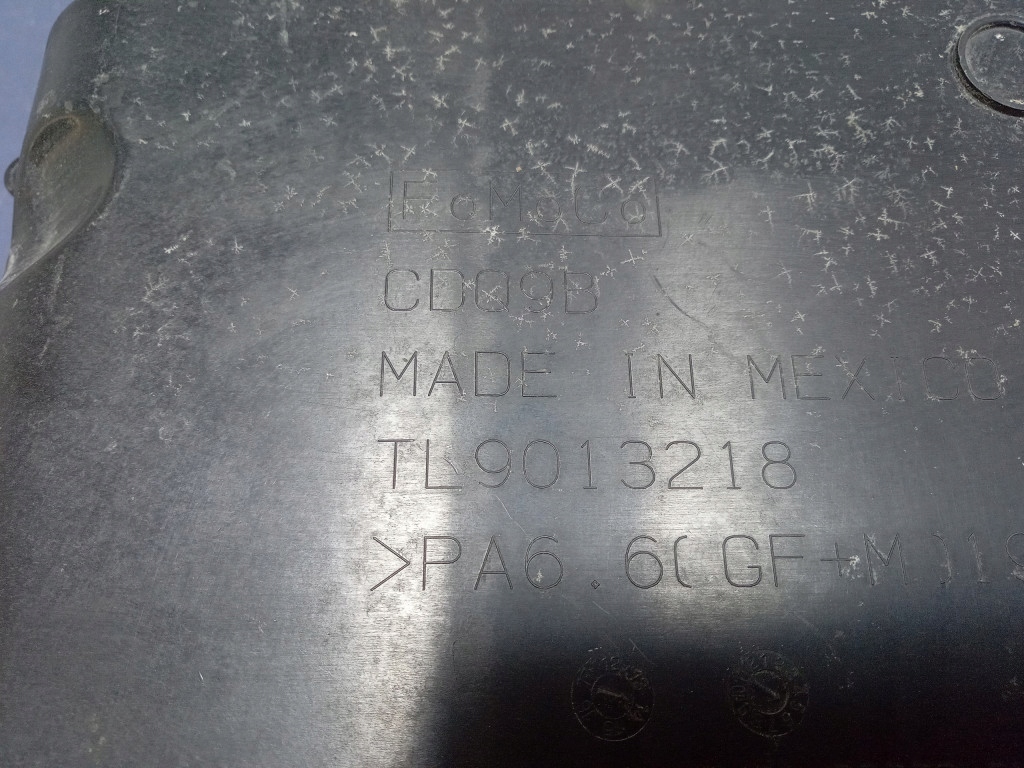 FoMoCo
CD09B
MADE IN MEXICO
TL9013218
>PA6.6(GF+M)